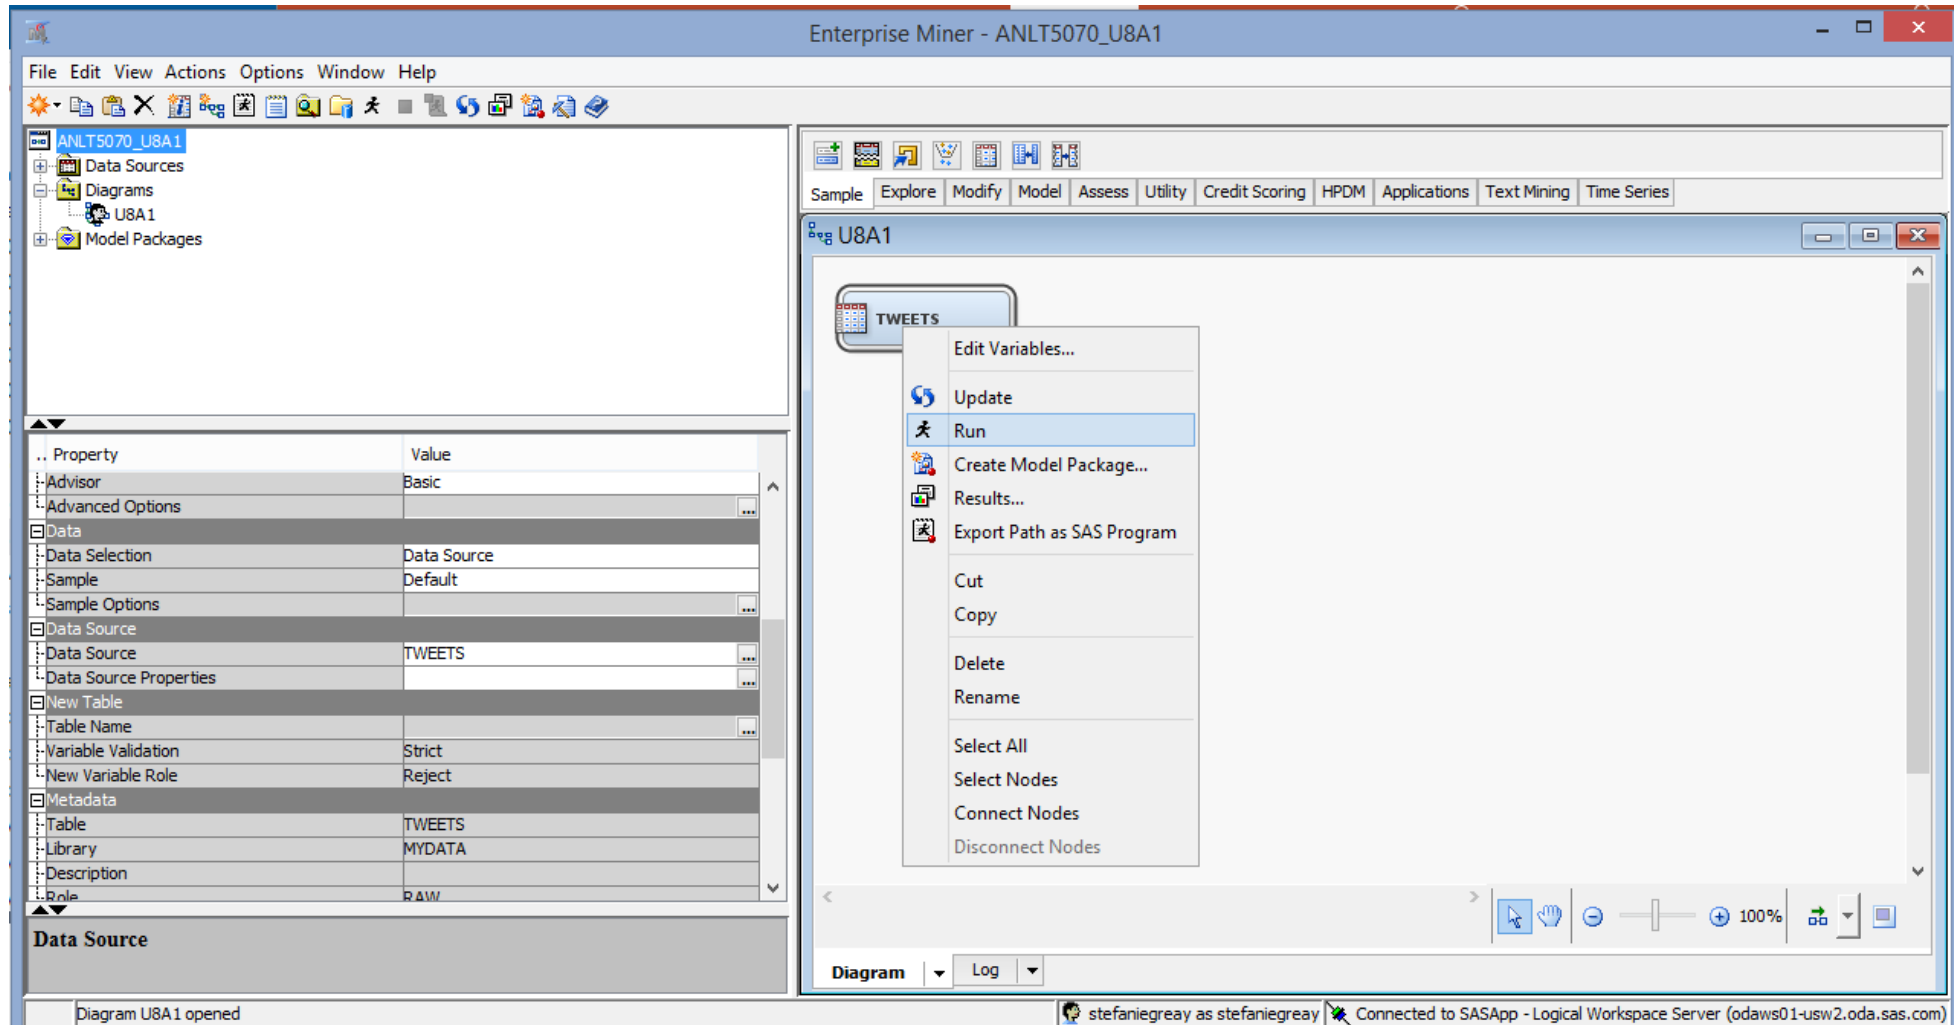 Enterprise Miner - ANLT5070_U8A1
File Edit View Actions Options Window Help
ANLT5070_U8A1
Data Sources
Diagrams
U8A1
Model Packages
.. Property Value
Advisor Basic
Advanced Options ...
Data
Data Selection Data Source
Sample Default
Sample Options ...
Data Source
Data Source TWEETS ...
Data Source Properties ...
New Table
Table Name ...
Variable Validation Strict
New Variable Role Reject
Metadata
Table TWEETS
Library MYDATA
Description
Role RAW
Data Source
Sample Explore Modify Model Assess Utility Credit Scoring HPDM Applications Text Mining Time Series
U8A1
TWEETS
Edit Variables...
Update
Run
Create Model Package...
Results...
Export Path as SAS Program
Cut
Copy
Delete
Rename
Select All
Select Nodes
Connect Nodes
Disconnect Nodes
100%
Diagram Log
Diagram U8A1 opened
stefaniegreay as stefaniegreay Connected to SASApp - Logical Workspace Server (odaws01-usw2.oda.sas.com)